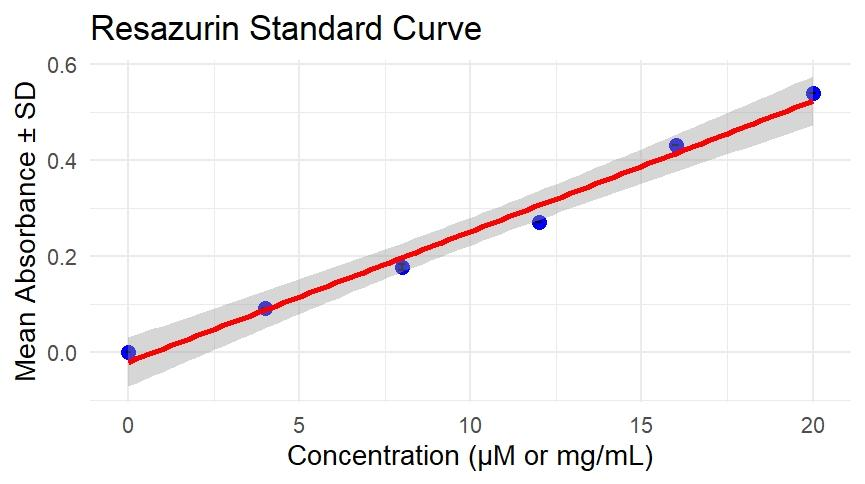 Resazurin Standard Curve
Mean Absorbance ± SD
0.6
0.4
0.2
0.0
0 5 10 15 20
Concentration (µM or mg/mL)